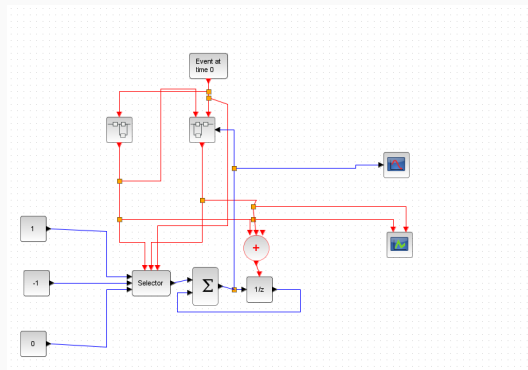 Event at
time 0
+
1
-1
Selector
Σ
1/z
0